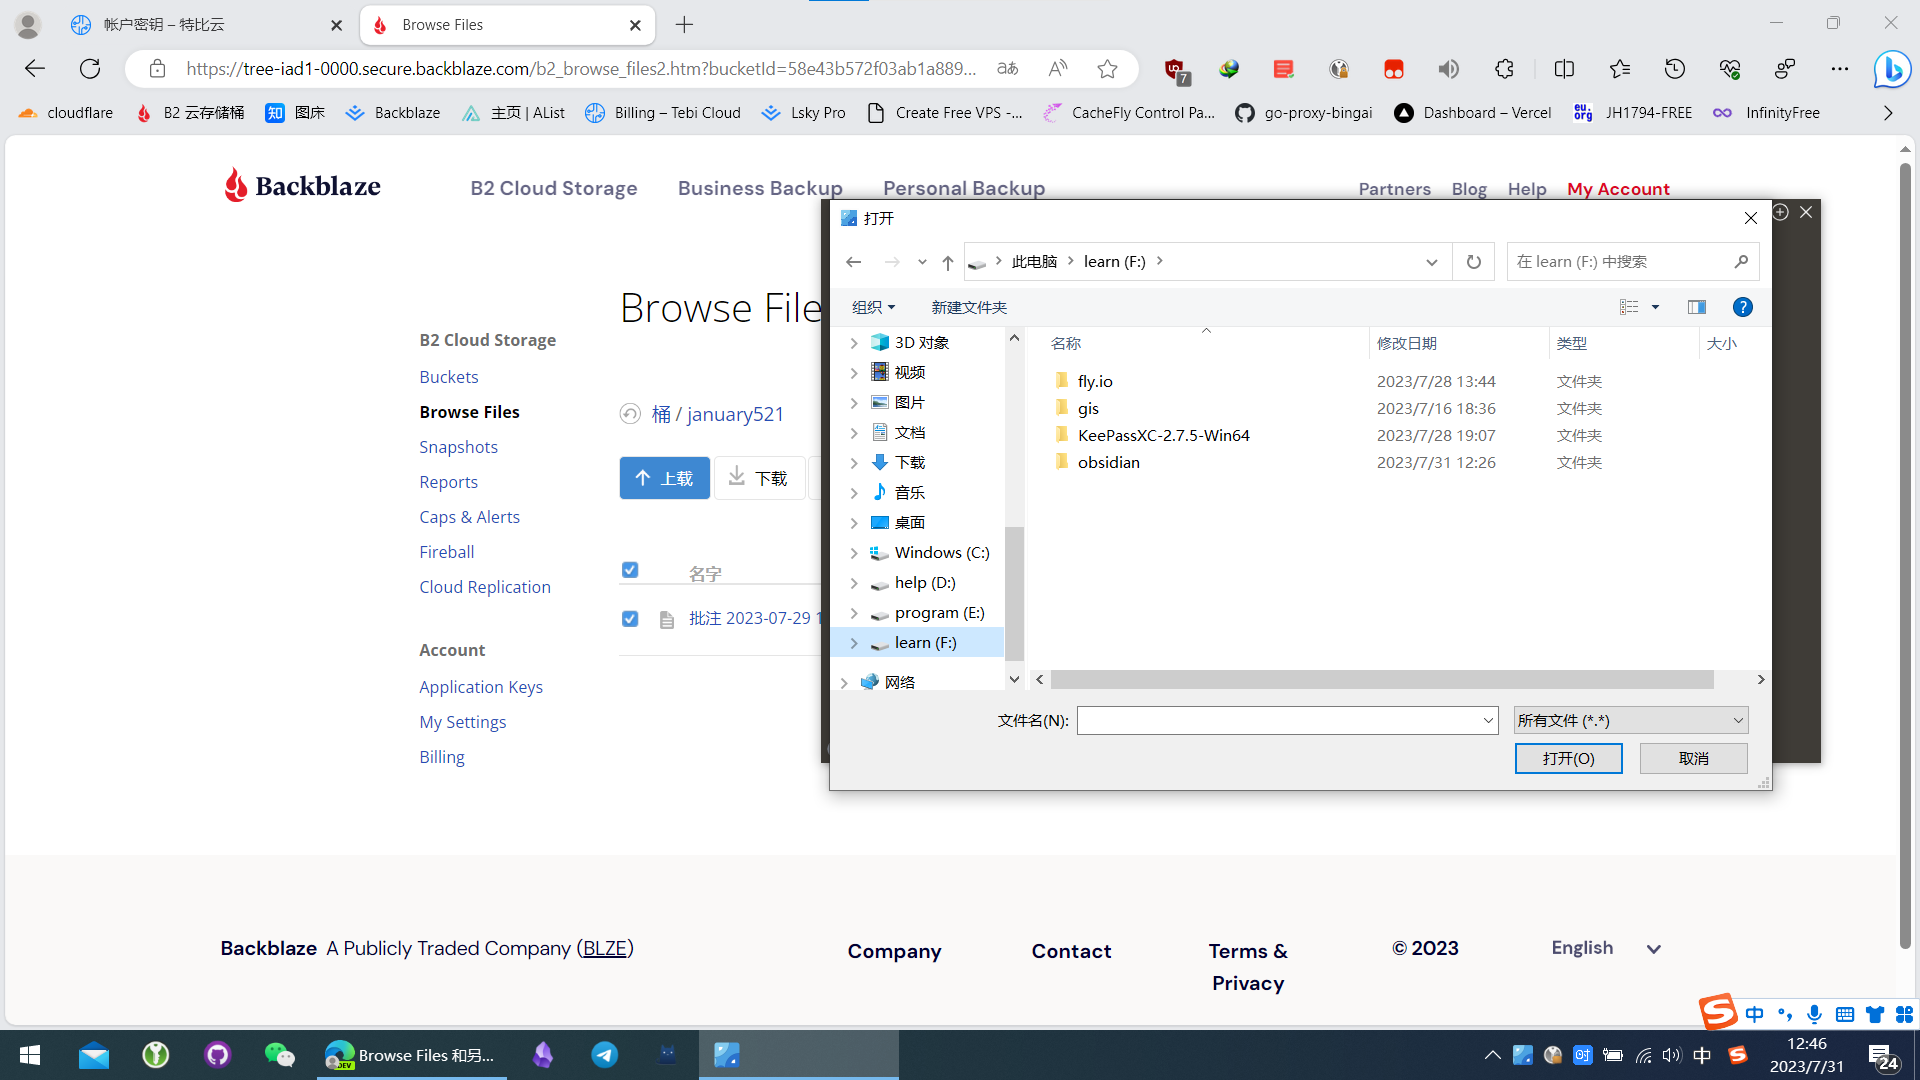 帐户密钥 – 特比云
Browse Files
https://tree-iad1-0000.secure.backblaze.com/b2_browse_files2.htm?bucketId=58e43b572f03ab1a889...
7
cloudflare
B2 云存储桶
知
图床
Backblaze
主页 | AList
Billing – Tebi Cloud
Lsky Pro
Create Free VPS -...
CacheFly Control Pa...
go-proxy-bingai
Dashboard – Vercel
eu.org
JH1794-FREE
InfinityFree
Backblaze
B2 Cloud Storage
Business Backup
Personal Backup
Partners
Blog
Help
My Account
Browse File
B2 Cloud Storage
Buckets
Browse Files
Snapshots
Reports
Caps & Alerts
Fireball
Cloud Replication
Account
Application Keys
My Settings
Billing
桶 / january521
上载
下载
名字
批注 2023-07-29 1
打开
此电脑
learn (F:)
在 learn (F:) 中搜索
组织
新建文件夹
3D 对象
视频
图片
文档
下载
音乐
桌面
Windows (C:)
help (D:)
program (E:)
learn (F:)
网络
名称
修改日期
类型
大小
fly.io 2023/7/28 13:44 文件夹
gis 2023/7/16 18:36 文件夹
KeePassXC-2.7.5-Win64 2023/7/28 19:07 文件夹
obsidian 2023/7/31 12:26 文件夹
文件名(N):
所有文件 (*.*)
打开(O)
取消
Backblaze A Publicly Traded Company (BLZE)
Company
Contact
Terms &
Privacy
© 2023
English
中
DEV
Browse Files 和另...
中
12:46
2023/7/31
24